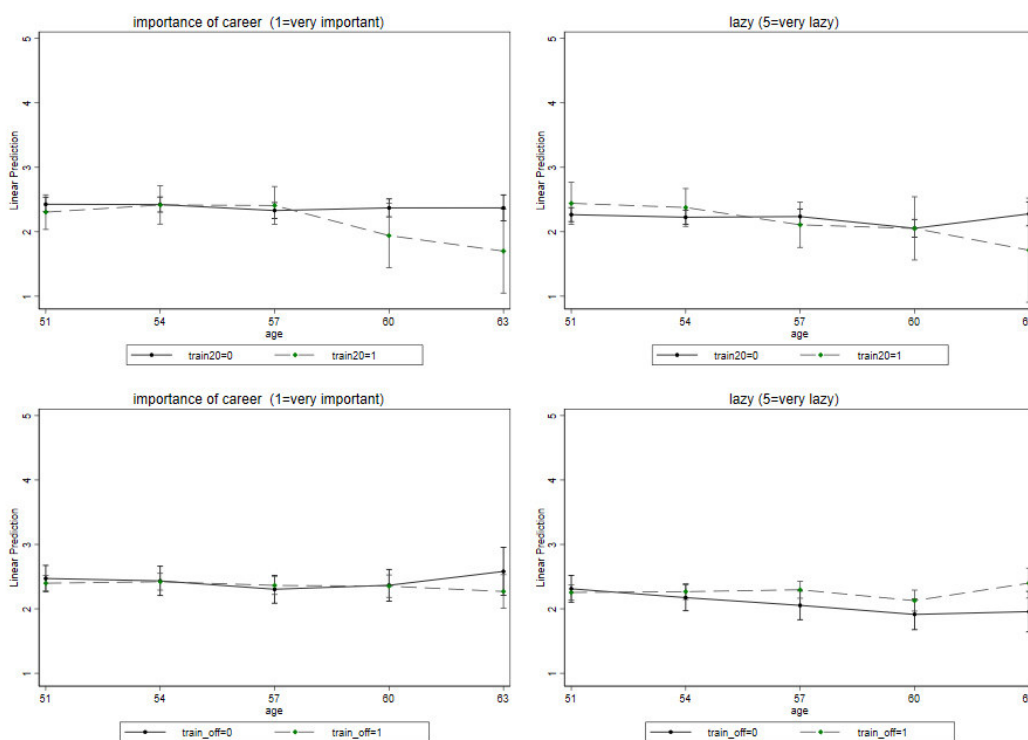 importance of career (1=very important)
5
4
3
2
1
Linear Prediction
51 54 57 60 63
age
train20=0 train20=1
lazy (5=very lazy)
5
4
3
2
1
Linear Prediction
51 54 57 60
age
train20=0 train20=1
importance of career (1=very important)
5
4
3
2
1
Linear Prediction
51 54 57 60 63
age
train_off=0 train_off=1
lazy (5=very lazy)
5
4
3
2
1
Linear Prediction
51 54 57 60
age
train_off=0 train_off=1